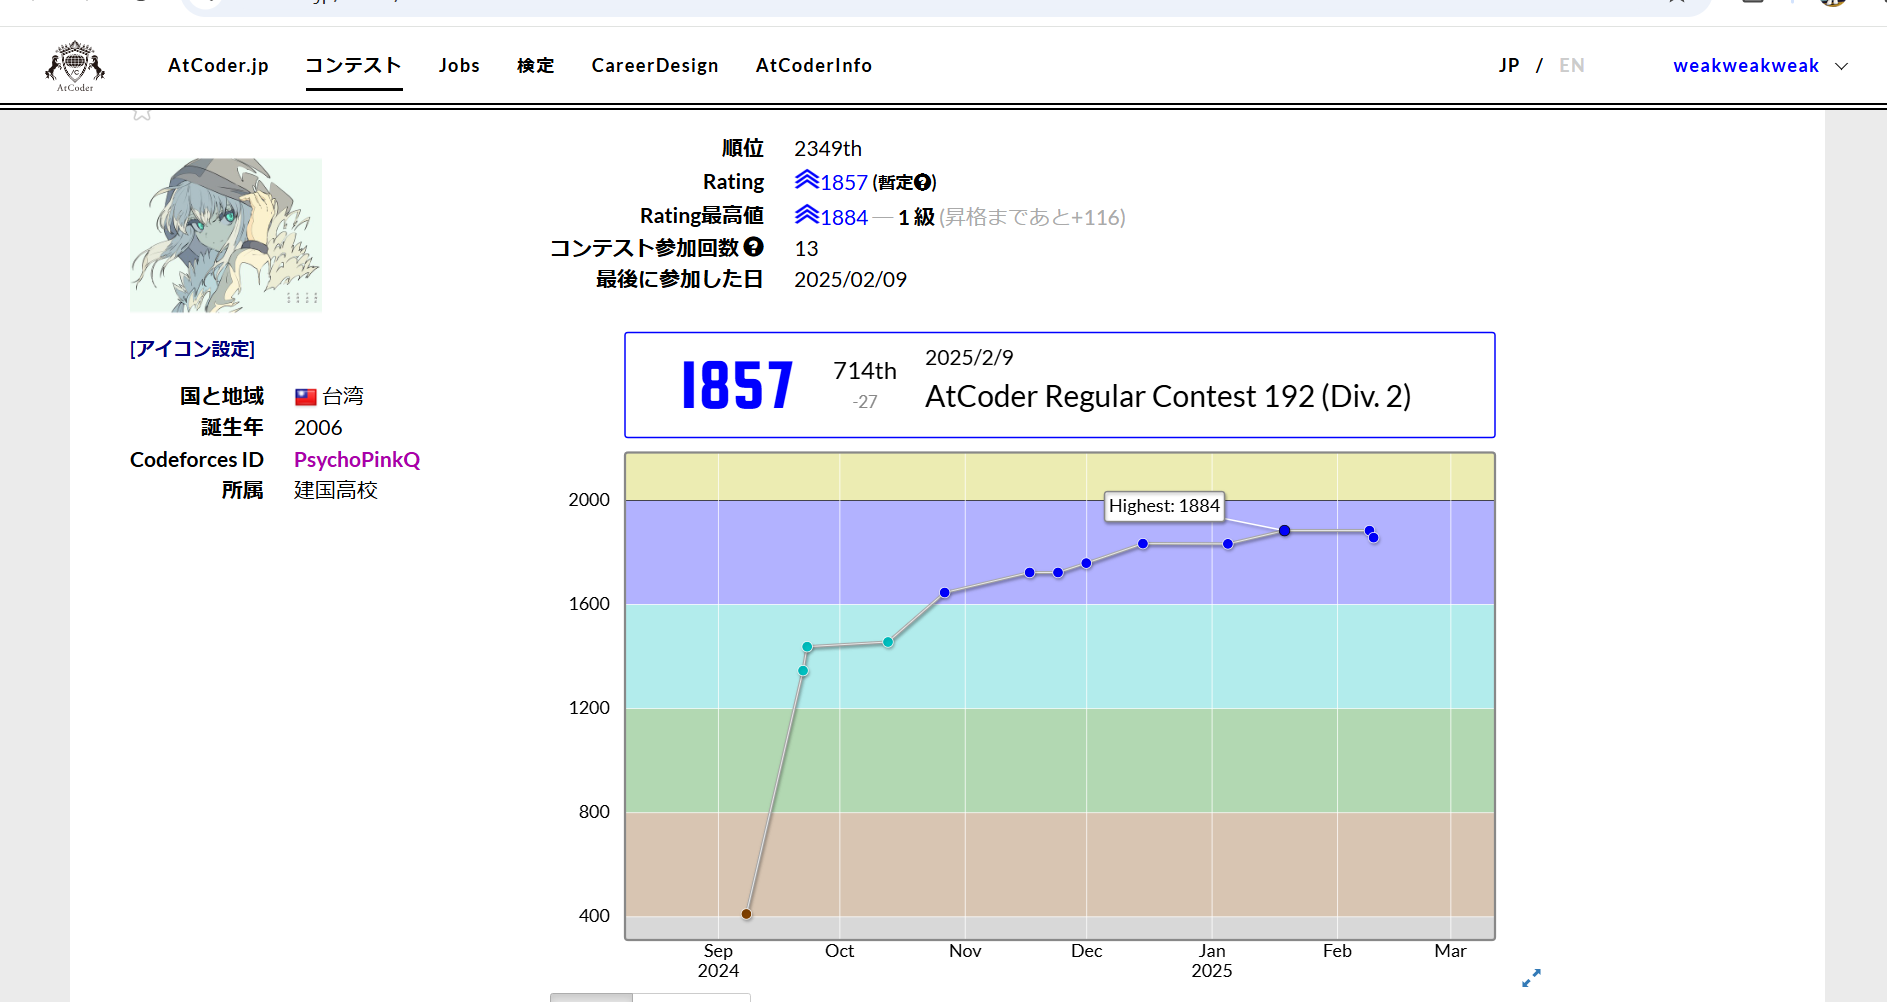 AtCoder
AtCoder.jp コンテスト Jobs 検定 CareerDesign AtCoderInfo JP / EN weakweakweak
順位 2349th
Rating 1857 (暫定?)
Rating最高値 1884 ― 1 級 (昇格まであと+116)
コンテスト参加回数? 13
最後に参加した日 2025/02/09
[アイコン設定]
国と地域 台湾
誕生年 2006
Codeforces ID PsychoPinkQ
所属 建国高校
1857 714th -27 2025/2/9
AtCoder Regular Contest 192 (Div. 2)
Highest: 1884
2000
1600
1200
800
400
Sep Oct Nov Dec Jan Feb Mar
2024 2025